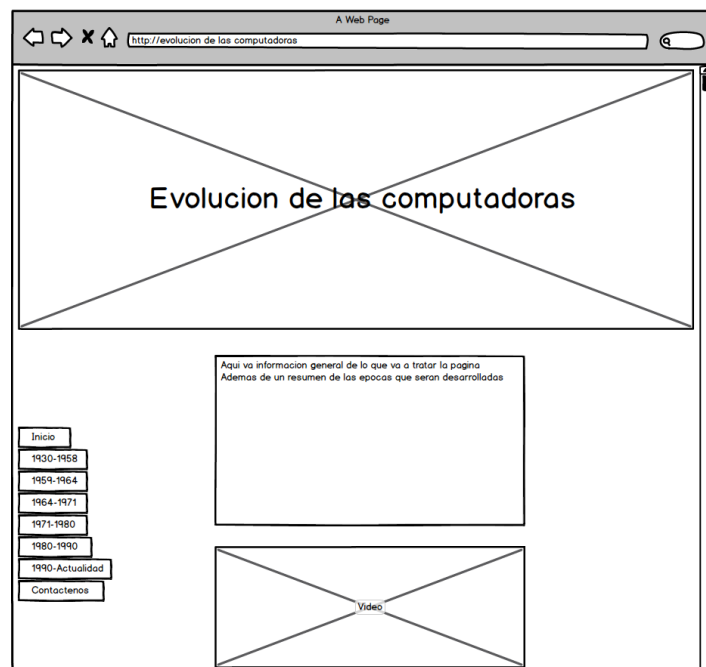 A Web Page
http://evolucion de las computadoras
Evolucion de las computadoras
Aqui va informacion general de lo que va a tratar la pagina
Ademas de un resumen de las epocas que seran desarrolladas
Inicio
1930-1958
1959-1964
1964-1971
1971-1980
1980-1990
1990-Actualidad
Contactenos
Video